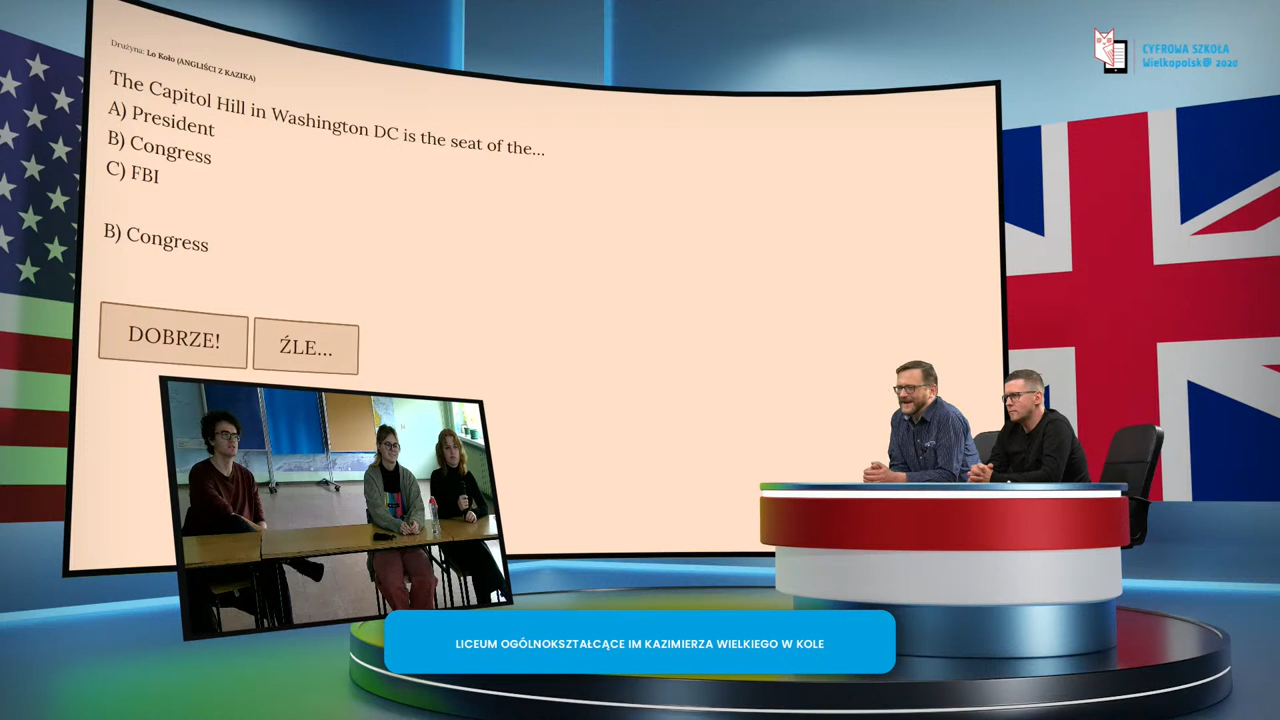 Drużyna: Lo Koło (ANGLIŚCI Z KAZIKA)
The Capitol Hill in Washington DC is the seat of the...
A) President
B) Congress
C) FBI
B) Congress
DOBRZE!
ŹLE...
CYFROWA SZKOŁA
Wielkopolsk@ 2020
LICEUM OGÓLNOKSZTAŁCĄCE IM KAZIMIERZA WIELKIEGO W KOLE